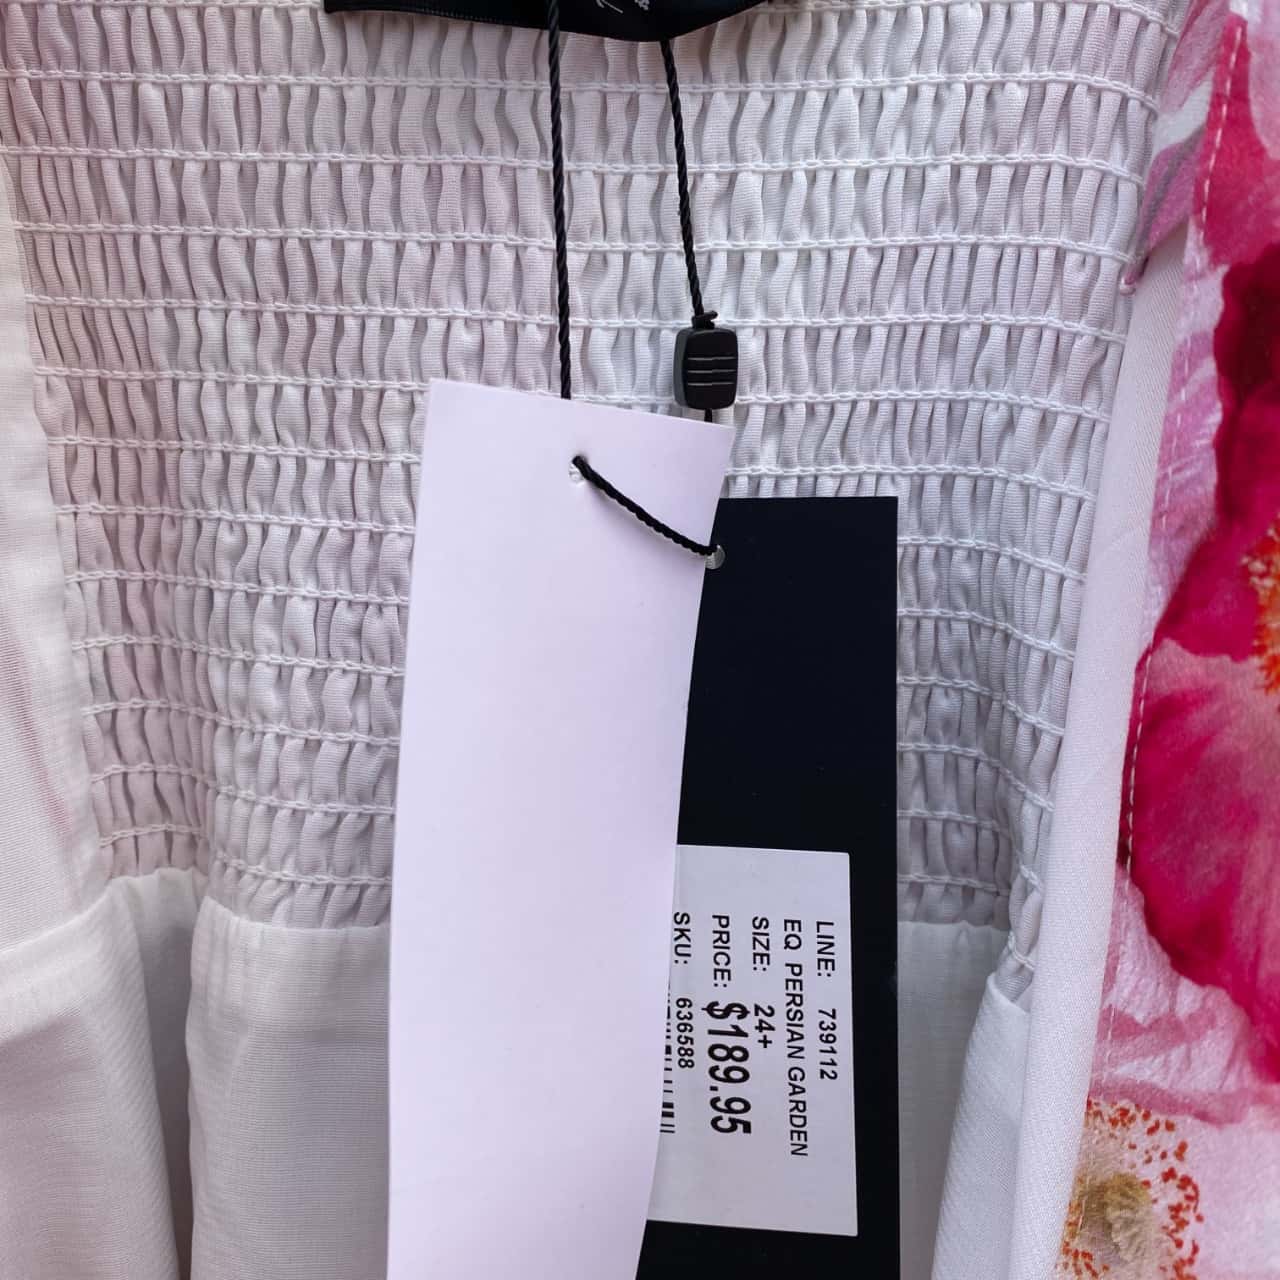 LINE: 739112
EQ PERSIAN GARDEN
SIZE: 24+
PRICE: $189.95
SKU: 636588